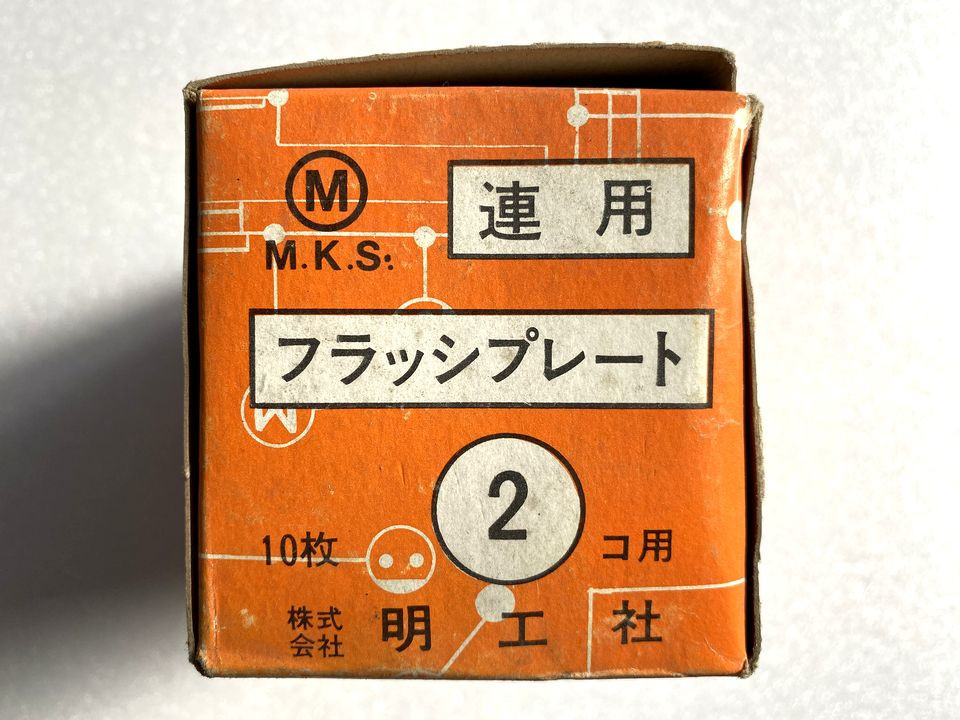 M
連用
M.K.S.
フラッシプレート
M
2
10枚 コ用
株式会社 明工社